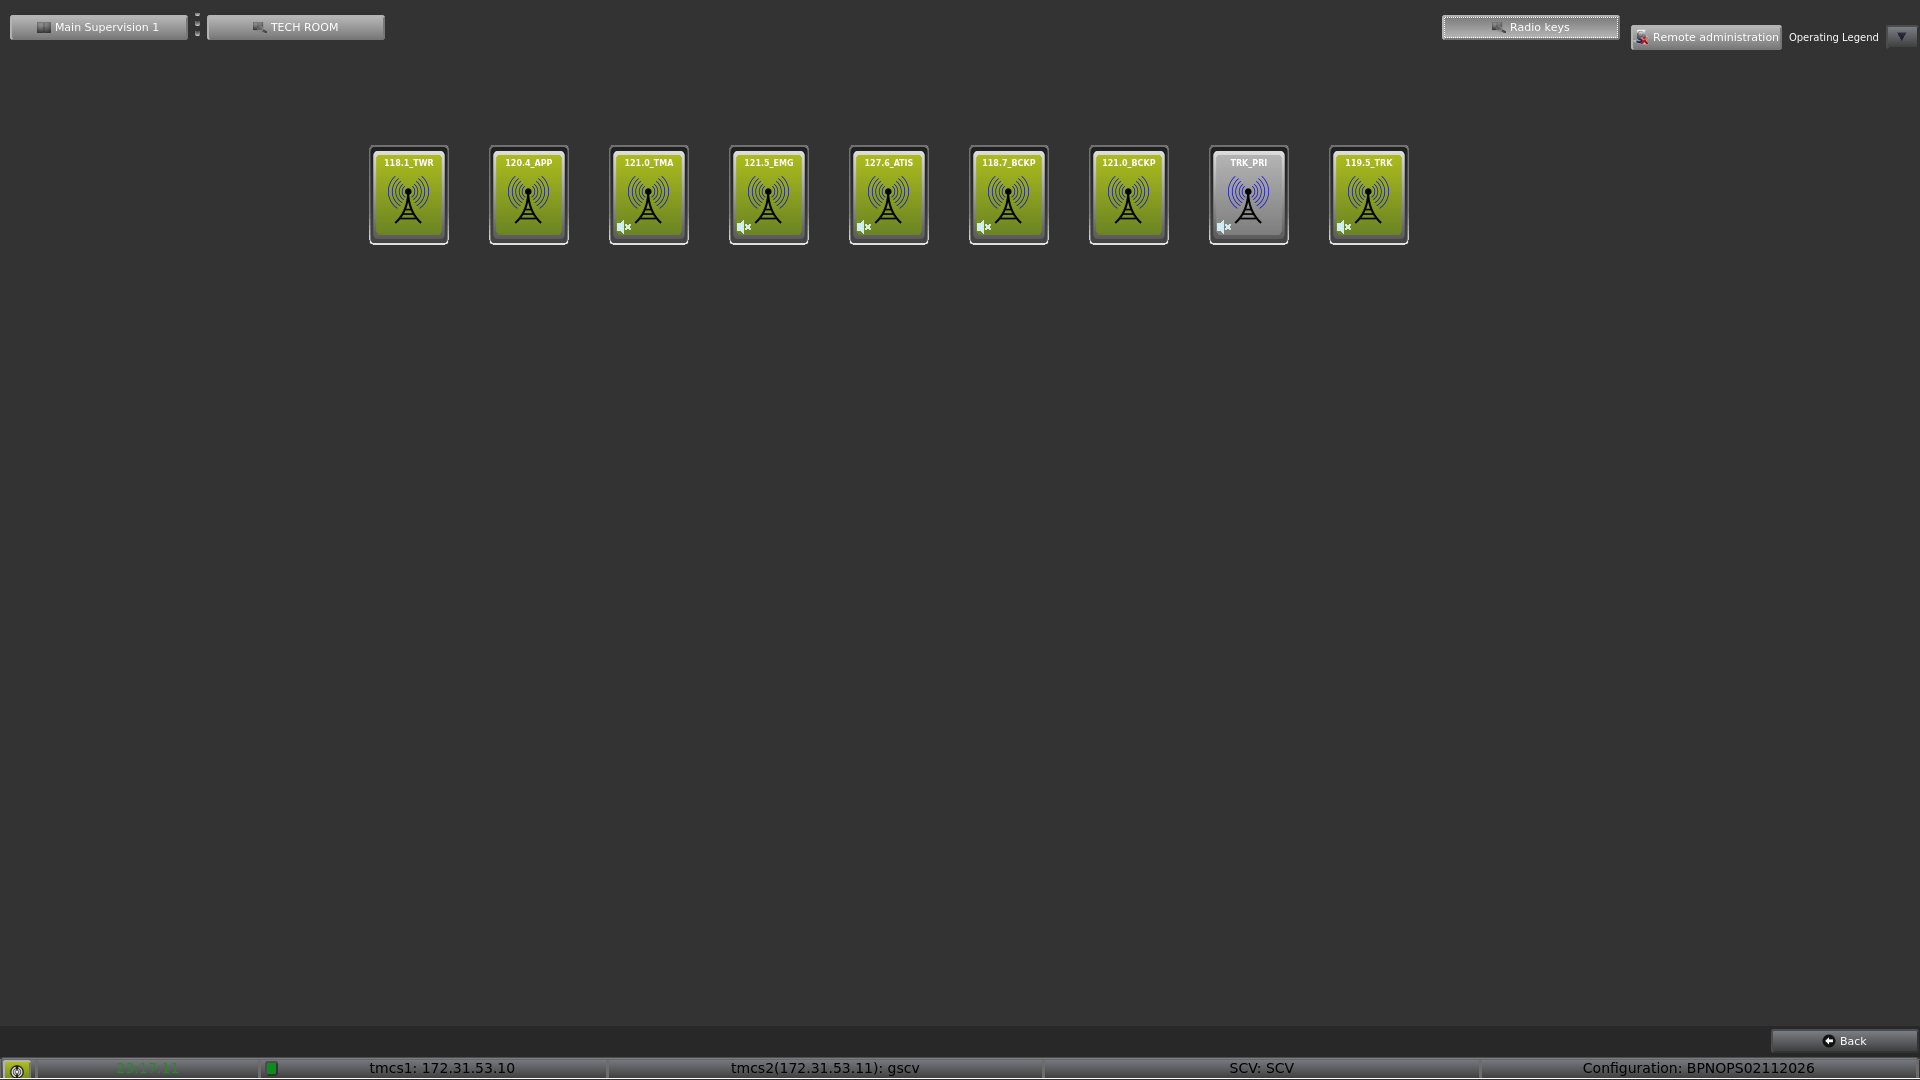 Main Supervision 1
TECH ROOM
Radio keys
Remote administration
Operating Legend
118.1_TWR
120.4_APP
121.0_TMA
121.5_EMG
127.6_ATIS
118.7_BCKP
121.0_BCKP
TRK_PRI
119.5_TRK
Back
tmcs1: 172.31.53.10
tmcs2(172.31.53.11): gscv
SCV: SCV
Configuration: BPNOPS02112026